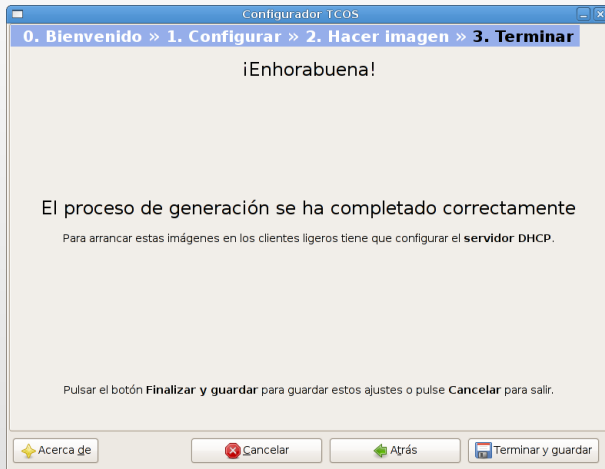 Configurador TCOS
0. Bienvenido » 1. Configurar » 2. Hacer imagen » 3. Terminar
¡Enhorabuena!
El proceso de generación se ha completado correctamente
Para arrancar estas imágenes en los clientes ligeros tiene que configurar el servidor DHCP.
Pulsar el botón Finalizar y guardar para guardar estos ajustes o pulse Cancelar para salir.
Acerca de
Cancelar
Atrás
Terminar y guardar